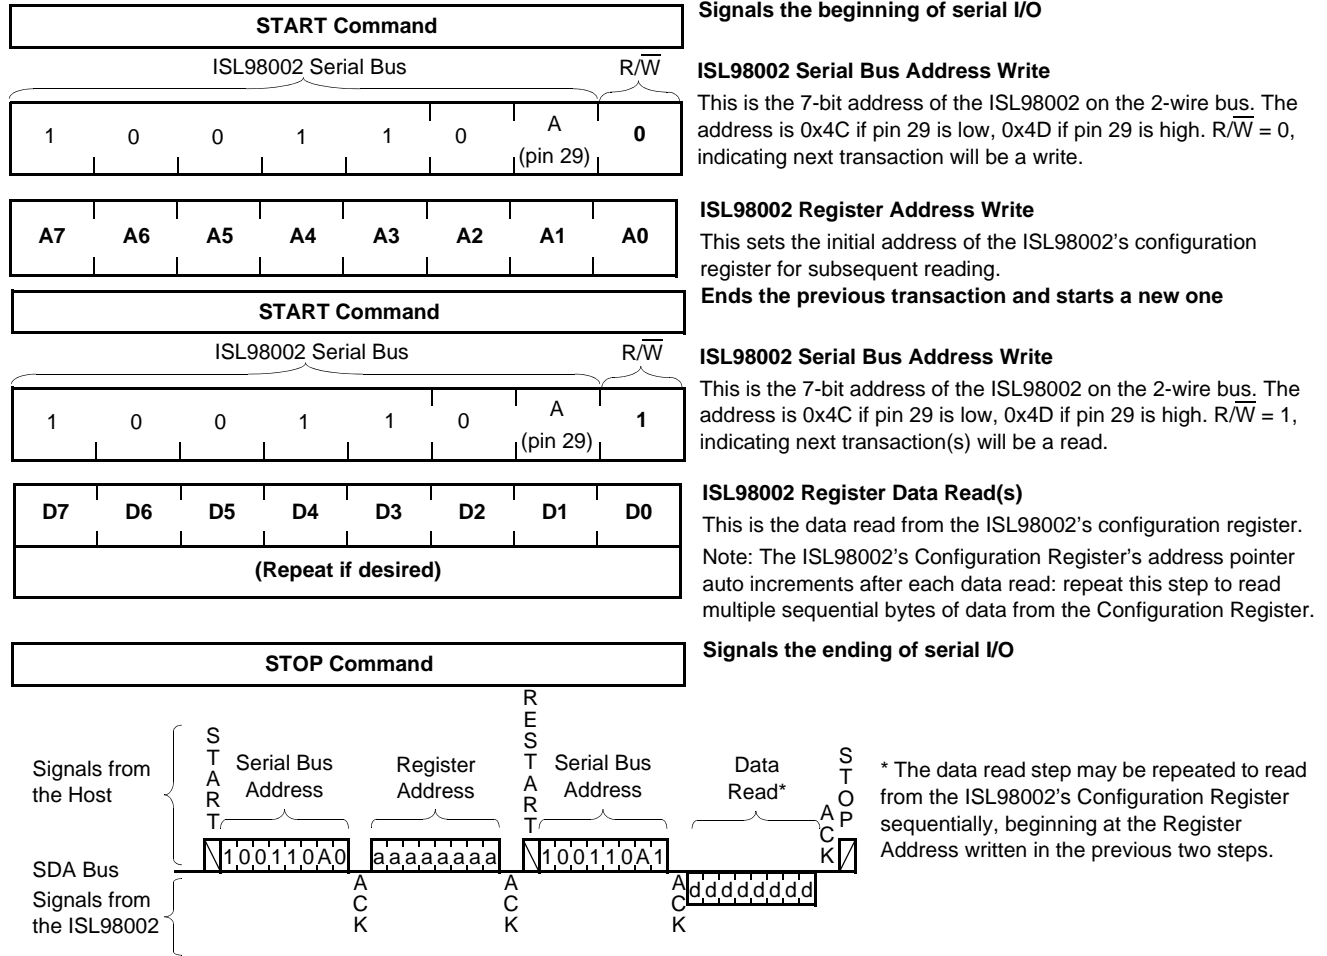 START Command
Signals the beginning of serial I/O
ISL98002 Serial Bus R/W̅
1 0 0 1 1 0 A (pin 29) 0
ISL98002 Serial Bus Address Write
This is the 7-bit address of the ISL98002 on the 2-wire bus. The
address is 0x4C if pin 29 is low, 0x4D if pin 29 is high. R/W̅ = 0,
indicating next transaction will be a write.
A7 A6 A5 A4 A3 A2 A1 A0
ISL98002 Register Address Write
This sets the initial address of the ISL98002's configuration
register for subsequent reading.
START Command
Ends the previous transaction and starts a new one
ISL98002 Serial Bus R/W̅
1 0 0 1 1 0 A (pin 29) 1
ISL98002 Serial Bus Address Write
This is the 7-bit address of the ISL98002 on the 2-wire bus. The
address is 0x4C if pin 29 is low, 0x4D if pin 29 is high. R/W̅ = 1,
indicating next transaction(s) will be a read.
D7 D6 D5 D4 D3 D2 D1 D0
(Repeat if desired)
ISL98002 Register Data Read(s)
This is the data read from the ISL98002's configuration register.
Note: The ISL98002's Configuration Register's address pointer
auto increments after each data read: repeat this step to read
multiple sequential bytes of data from the Configuration Register.
STOP Command
Signals the ending of serial I/O
Signals from
the Host
START
Serial Bus
Address
Register
Address
RESTART
Serial Bus
Address
Data
Read*
ACK
STOP
100110A0
aaaaaaaa
100110A1
SDA Bus
Signals from
the ISL98002
ACK
ACK
ACK
dddddddd
* The data read step may be repeated to read
from the ISL98002's Configuration Register
sequentially, beginning at the Register
Address written in the previous two steps.